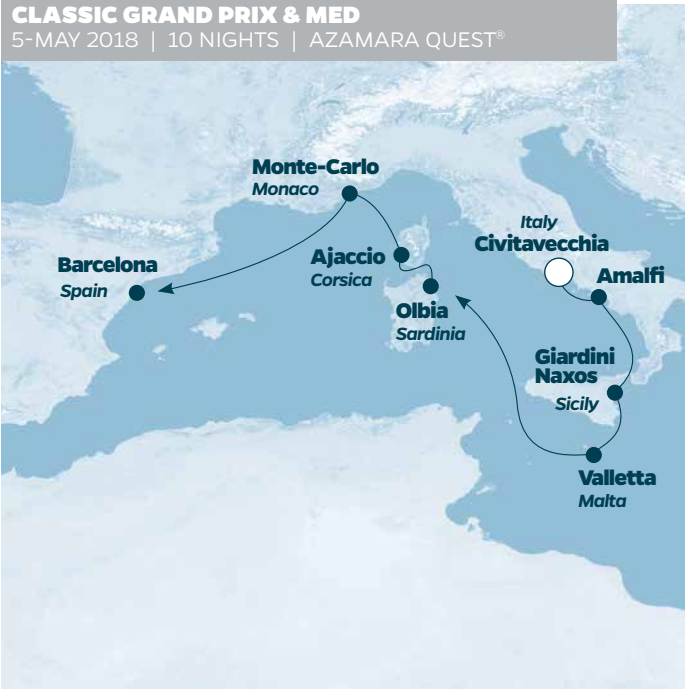 CLASSIC GRAND PRIX & MED
5-MAY 2018 | 10 NIGHTS | AZAMARA QUEST®
Monte-Carlo
Monaco
Italy
Civitavecchia
Barcelona
Spain
Ajaccio
Corsica
Amalfi
Olbia
Sardinia
Giardini
Naxos
Sicily
Valletta
Malta